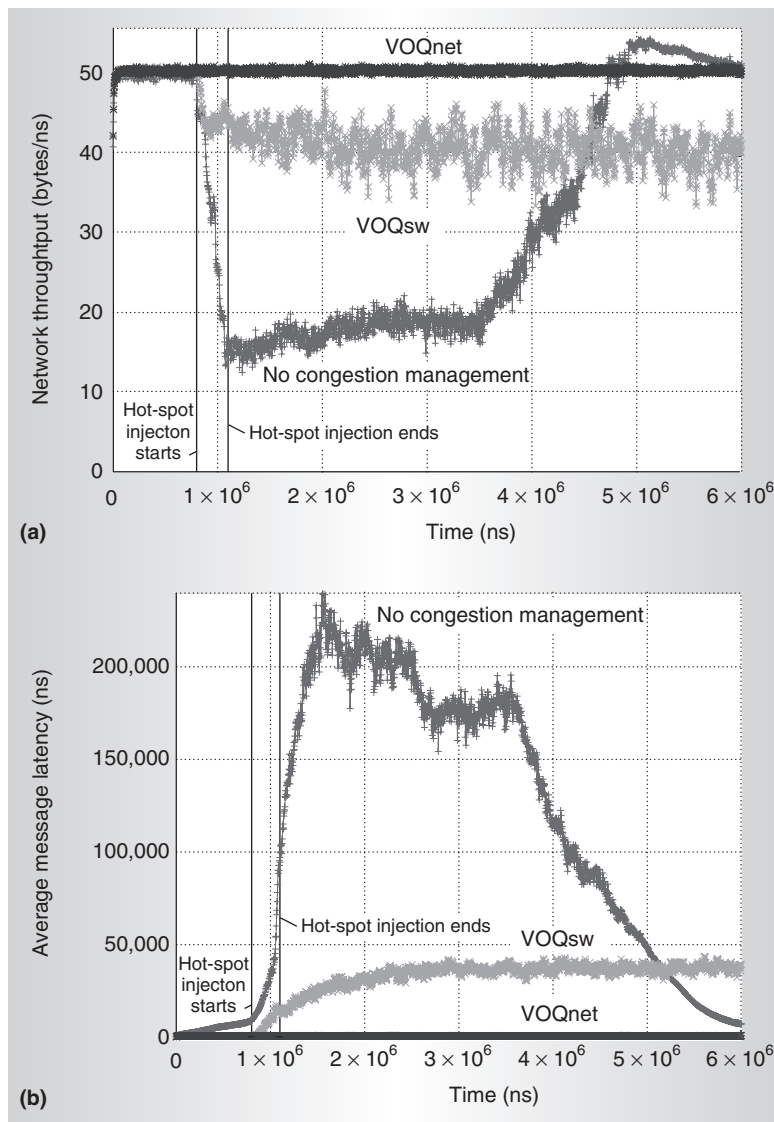 VOQnet
50
40
30
20
10
0
Network throughtput (bytes/ns)
VOQsw
No congestion management
Hot-spot
injecton
starts
Hot-spot injection ends
0
1 × 10⁶
2 × 10⁶
3 × 10⁶
4 × 10⁶
5 × 10⁶
6 × 10⁶
Time (ns)
(a)
No congestion management
200,000
150,000
100,000
50,000
0
Average message latency (ns)
Hot-spot injection ends
Hot-spot
injecton
starts
VOQsw
VOQnet
0
1 × 10⁶
2 × 10⁶
3 × 10⁶
4 × 10⁶
5 × 10⁶
6 × 10⁶
Time (ns)
(b)